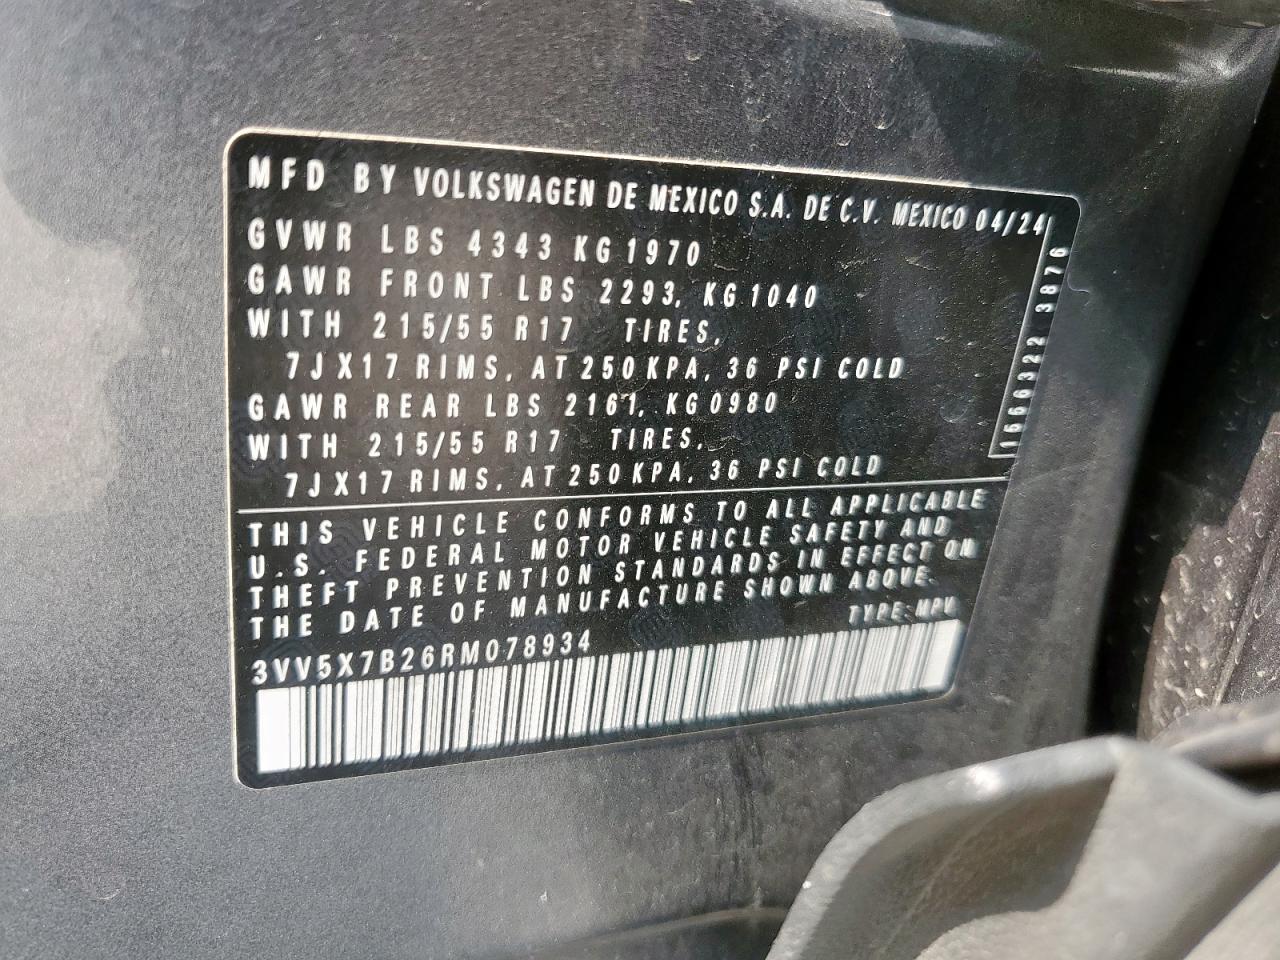 MFD BY VOLKSWAGEN DE MEXICO S.A. DE C.V. MEXICO 04/24
GVWR LBS 4343 KG 1970
GAWR FRONT LBS 2293, KG 1040
WITH 215/55 R17 TIRES,
7JX17 RIMS, AT 250 KPA, 36 PSI COLD
GAWR REAR LBS 2161, KG 0980
WITH 215/55 R17 TIRES,
7JX17 RIMS, AT 250 KPA, 36 PSI COLD
1666322 3876
THIS VEHICLE CONFORMS TO ALL APPLICABLE
U.S. FEDERAL MOTOR VEHICLE SAFETY AND
THEFT PREVENTION STANDARDS IN EFFECT ON
THE DATE OF MANUFACTURE SHOWN ABOVE.
TYPE:MPV
3VV5X7B26RM078934